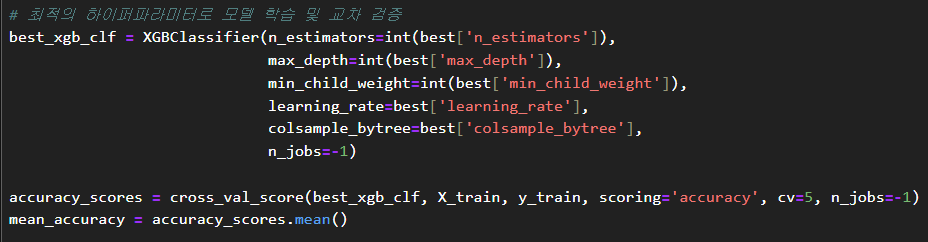 # 최적의 하이퍼파라미터로 모델 학습 및 교차 검증
best_xgb_clf = XGBClassifier(n_estimators=int(best['n_estimators']),
                              max_depth=int(best['max_depth']),
                              min_child_weight=int(best['min_child_weight']),
                              learning_rate=best['learning_rate'],
                              colsample_bytree=best['colsample_bytree'],
                              n_jobs=-1)

accuracy_scores = cross_val_score(best_xgb_clf, X_train, y_train, scoring='accuracy', cv=5, n_jobs=-1)
mean_accuracy = accuracy_scores.mean()